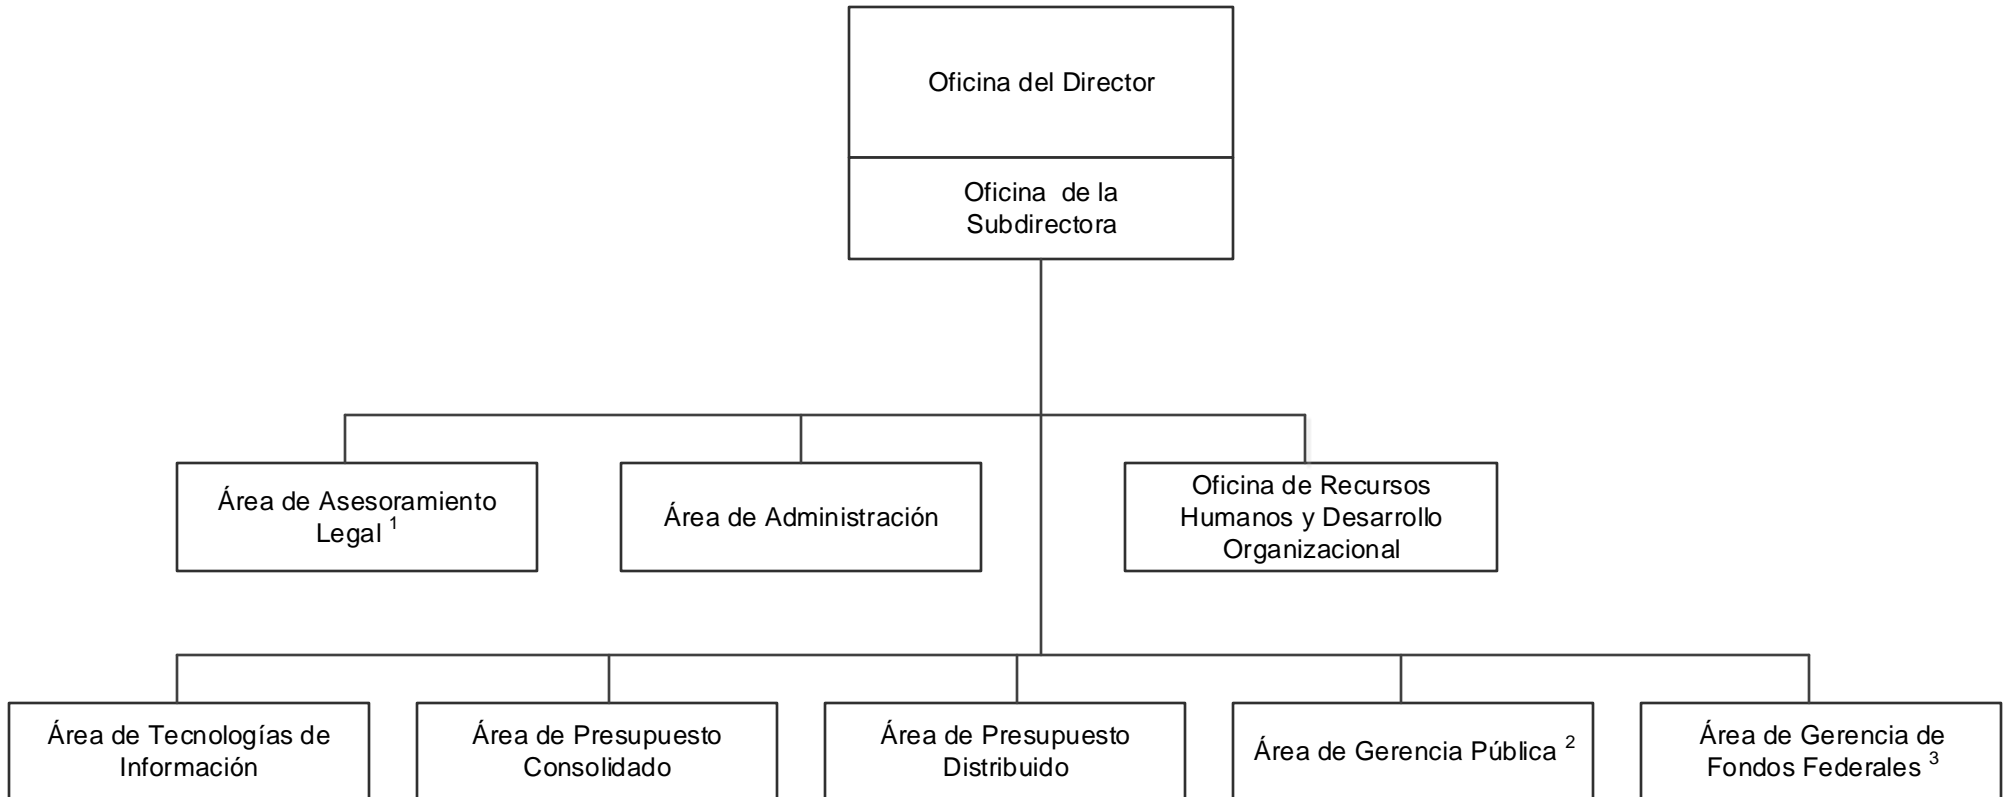 Oficina del Director
Oficina  de la
Subdirectora
Área de Asesoramiento
Legal 1
Área de Administración
Oficina de Recursos
Humanos y Desarrollo
Organizacional
Área de Tecnologías de
Información
Área de Presupuesto
Consolidado
Área de Presupuesto
Distribuido
Área de Gerencia Pública 2
Área de Gerencia de
Fondos Federales 3